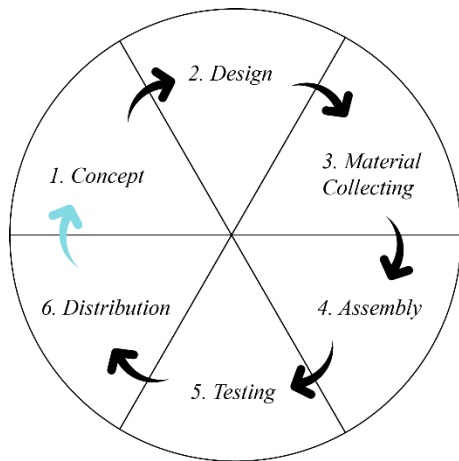 1. Concept
2. Design
3. Material
Collecting
4. Assembly
5. Testing
6. Distribution